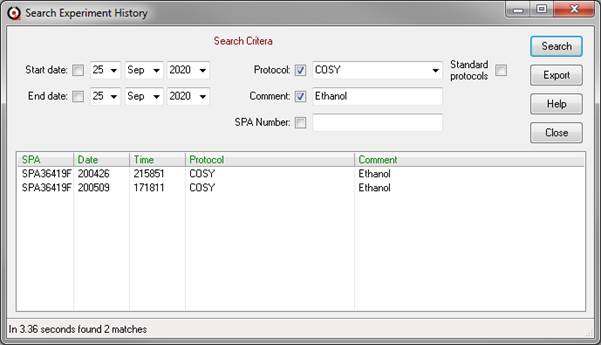 Search Experiment History
Search Critera
Search
Start date: 25 Sep 2020 Protocol: COSY Standard protocols
Export
End date: 25 Sep 2020 Comment: Ethanol
Help
SPA Number:
Close
SPA Date Time Protocol Comment
SPA36419F 200426 215851 COSY Ethanol
SPA36419F 200509 171811 COSY Ethanol
In 3.36 seconds found 2 matches